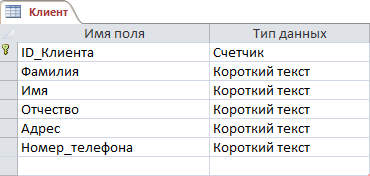 Клиент
Имя поля Тип данных
ID_Клиента Счетчик
Фамилия Короткий текст
Имя Короткий текст
Отчество Короткий текст
Адрес Короткий текст
Номер_телефона Короткий текст